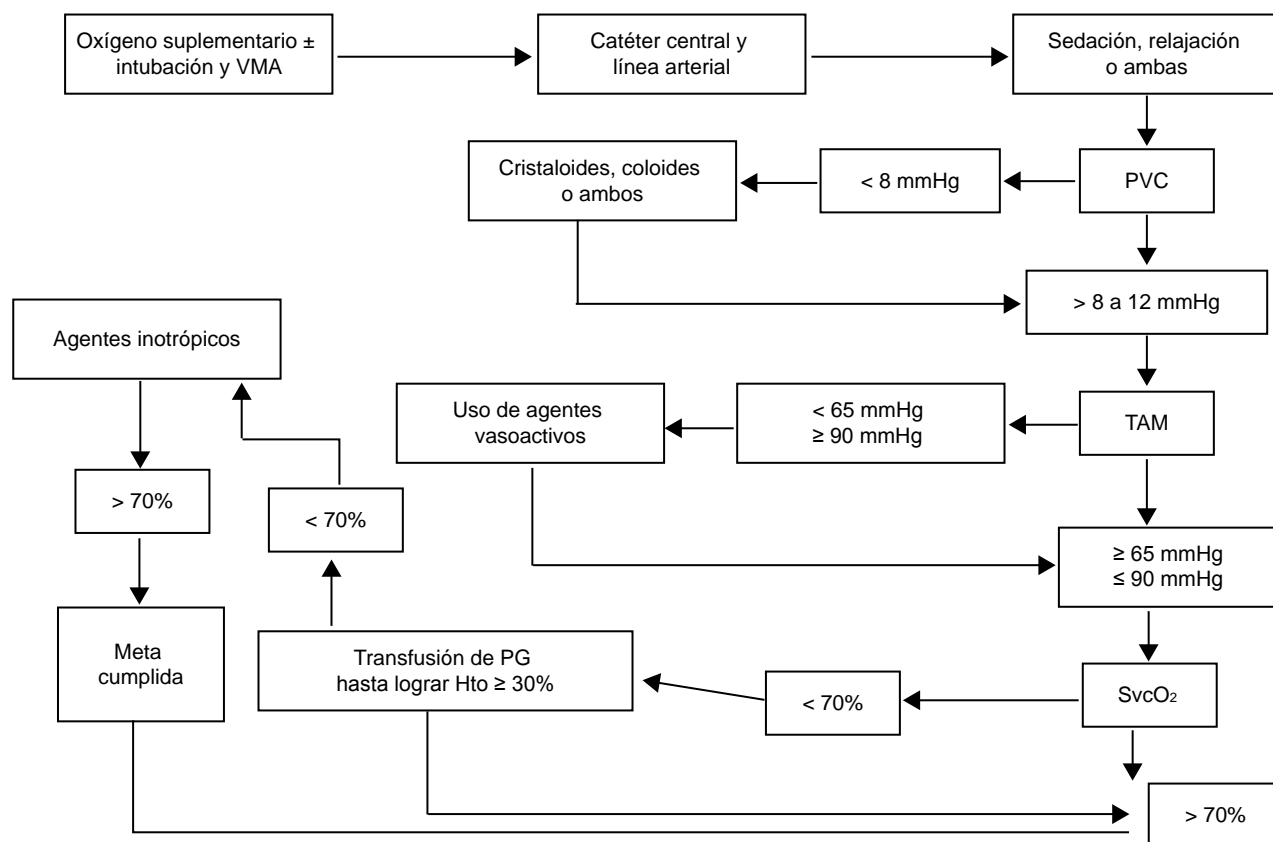 Oxígeno suplementario ±
intubación y VMA
Catéter central y
línea arterial
Sedación, relajación
o ambas
Cristaloides, coloides
o ambos
< 8 mmHg
PVC
> 8 a 12 mmHg
Agentes inotrópicos
Uso de agentes
vasoactivos
< 65 mmHg
≥ 90 mmHg
TAM
> 70%
< 70%
≥ 65 mmHg
≤ 90 mmHg
Meta
cumplida
Transfusión de PG
hasta lograr Hto ≥ 30%
< 70%
SvcO2
> 70%